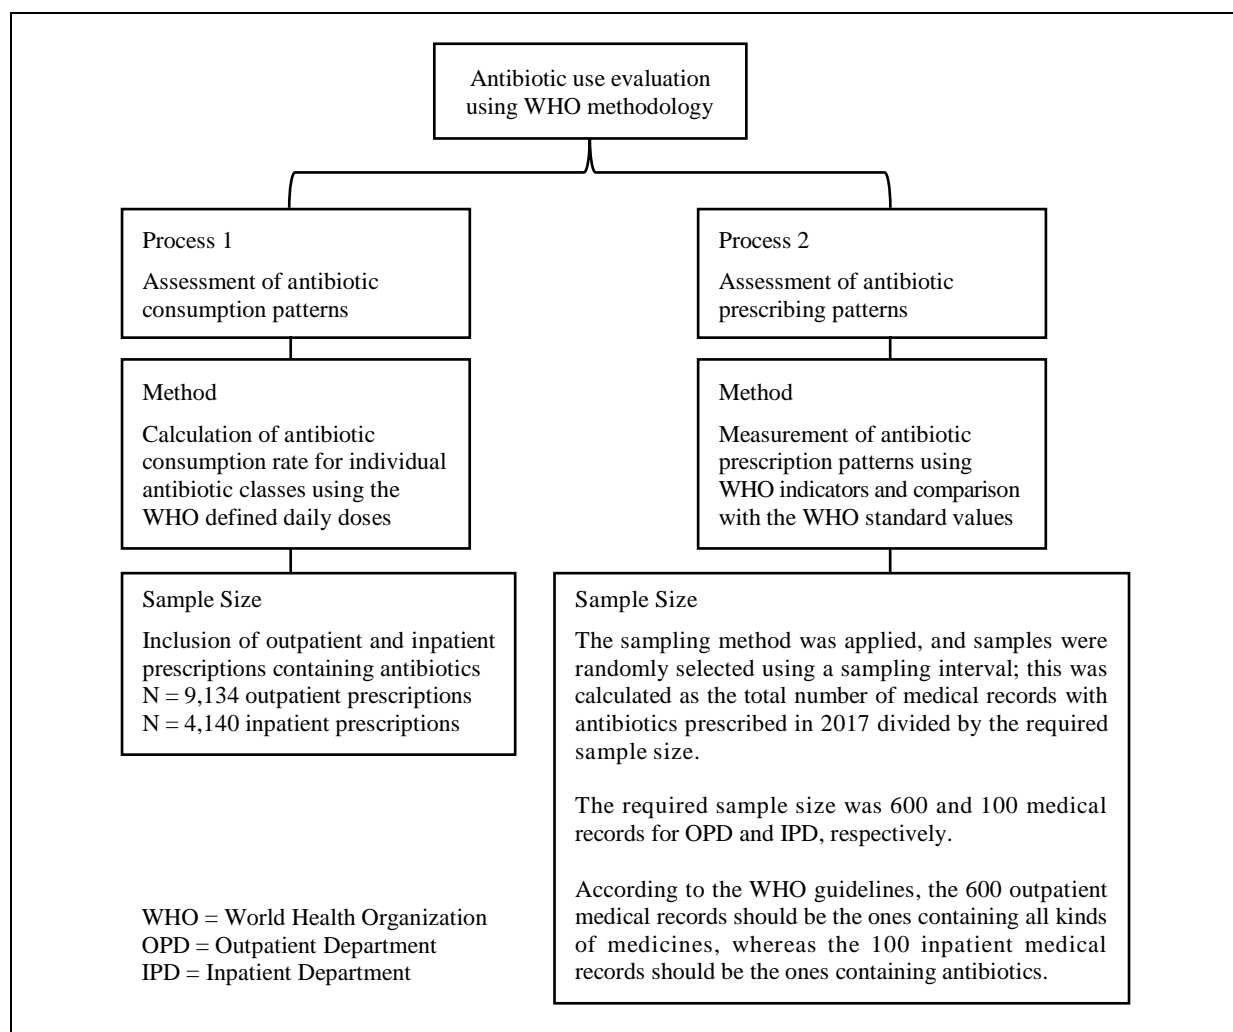 Antibiotic use evaluation
using WHO methodology
Process 1
Assessment of antibiotic
consumption patterns
Method
Calculation of antibiotic
consumption rate for individual
antibiotic classes using the
WHO defined daily doses
Sample Size
Inclusion of outpatient and inpatient
prescriptions containing antibiotics
N = 9,134 outpatient prescriptions
N = 4,140 inpatient prescriptions
Process 2
Assessment of antibiotic
prescribing patterns
Method
Measurement of antibiotic
prescription patterns using
WHO indicators and comparison
with the WHO standard values
Sample Size
The sampling method was applied, and samples were
randomly selected using a sampling interval; this was
calculated as the total number of medical records with
antibiotics prescribed in 2017 divided by the required
sample size.
The required sample size was 600 and 100 medical
records for OPD and IPD, respectively.
According to the WHO guidelines, the 600 outpatient
medical records should be the ones containing all kinds
of medicines, whereas the 100 inpatient medical
records should be the ones containing antibiotics.
WHO = World Health Organization
OPD = Outpatient Department
IPD = Inpatient Department